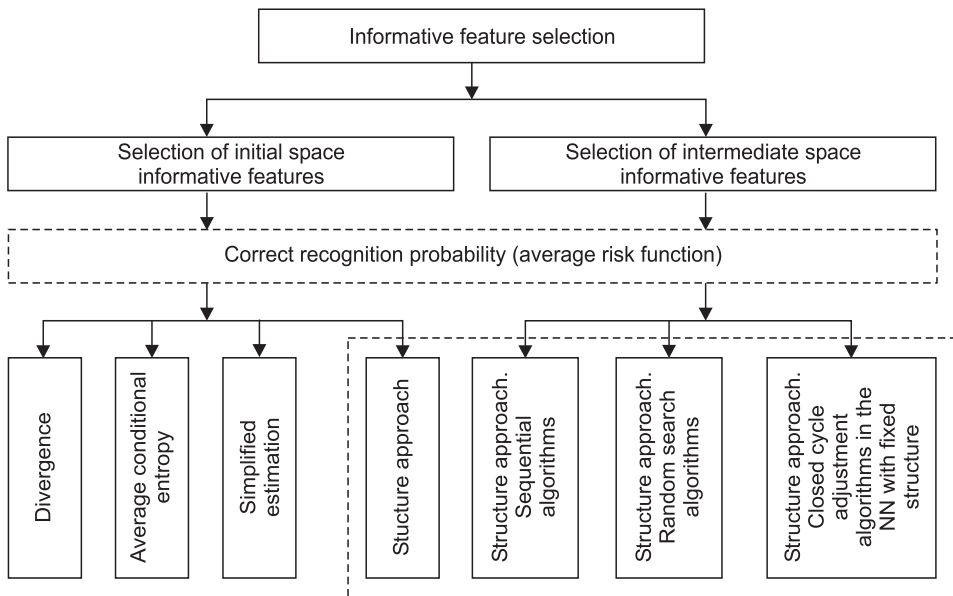 Informative feature selection
Selection of initial space
informative features
Selection of intermediate space
informative features
Correct recognition probability (average risk function)
Divergence
Average conditional
entropy
Simplified
estimation
Stucture approach
Structure approach.
Sequential
algorithms
Structure approach.
Random search
algorithms
Structure approach.
Closed cycle
adjustment
algorithms in the
NN with fixed
structure